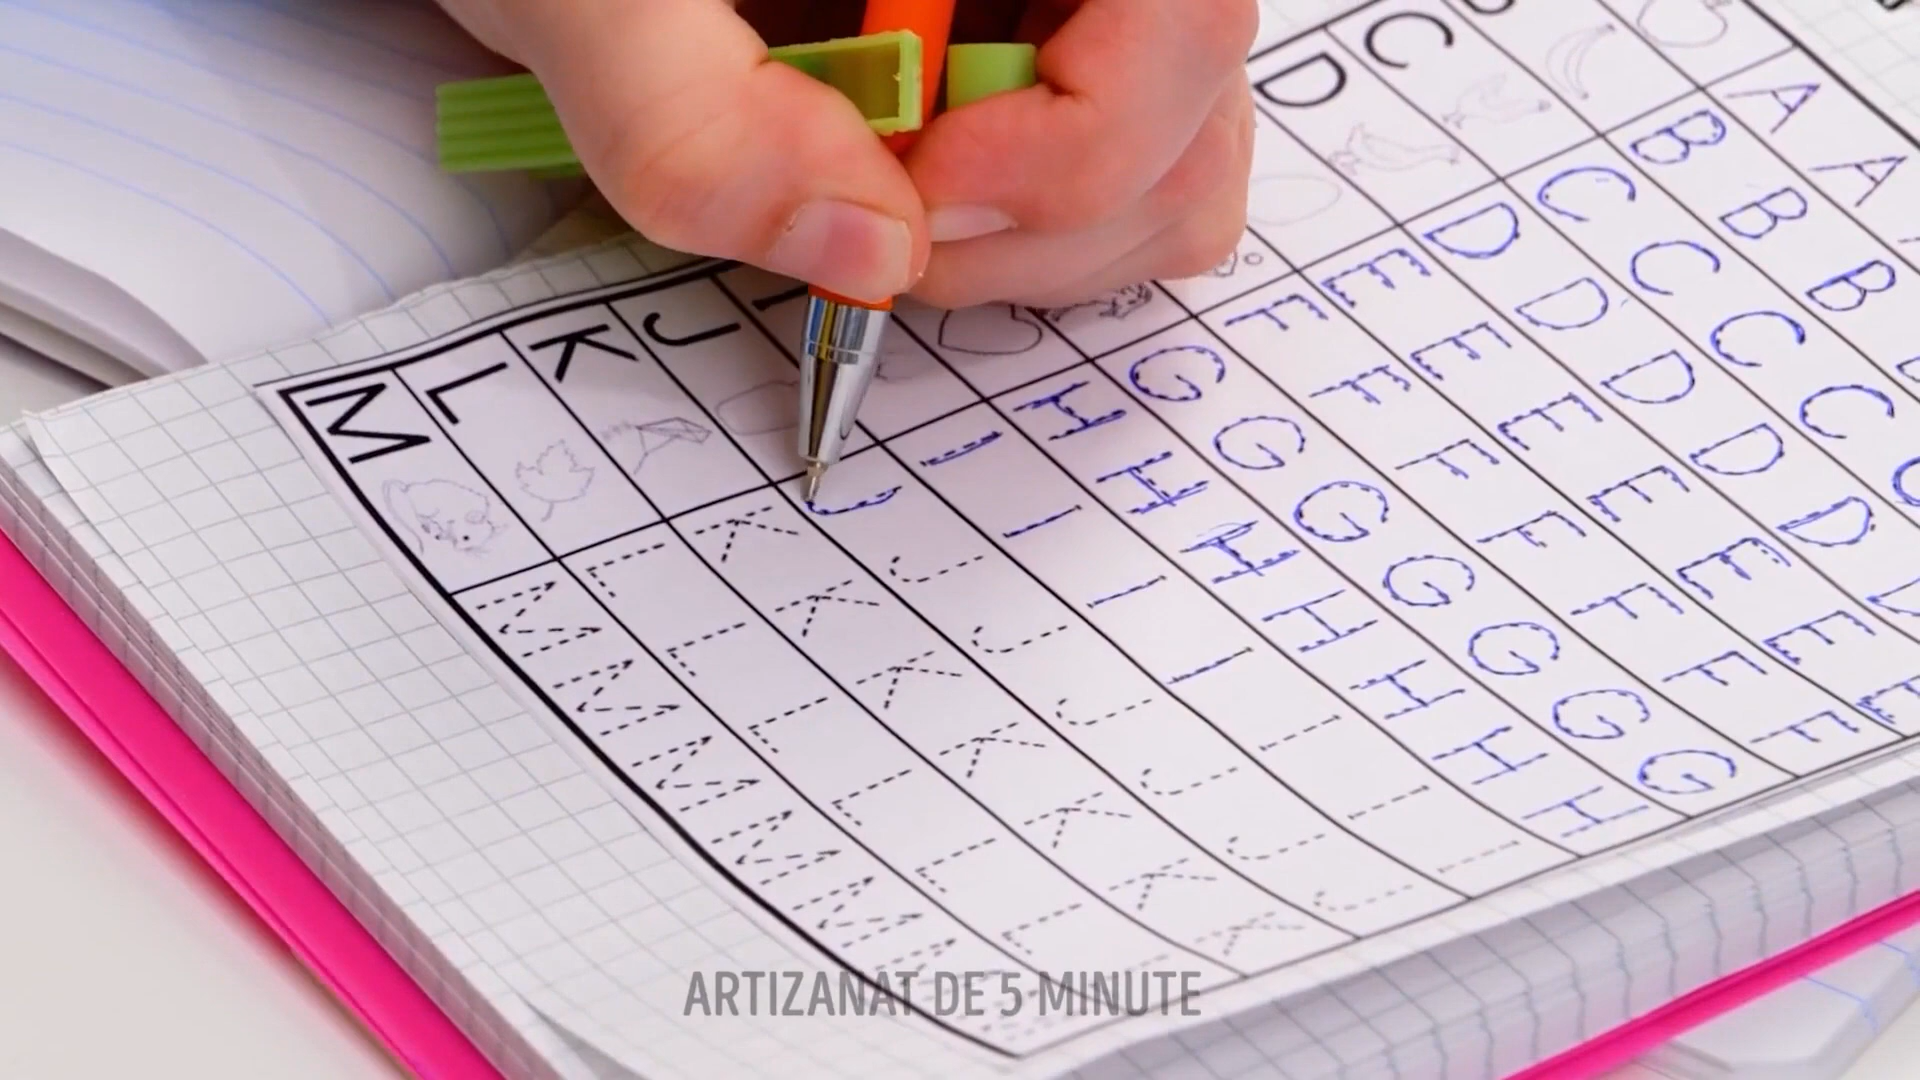 A A
B B B
C C C C C
D D D D D D
E E E E E E E
F F F F F F F
G G G G G G G
H H H H H H H
I I I I I I I I
J J J J J J J J
K K K K K K K K
L L L L L L L
M M M M M M M
ARTIZANAT DE 5 MINUTE